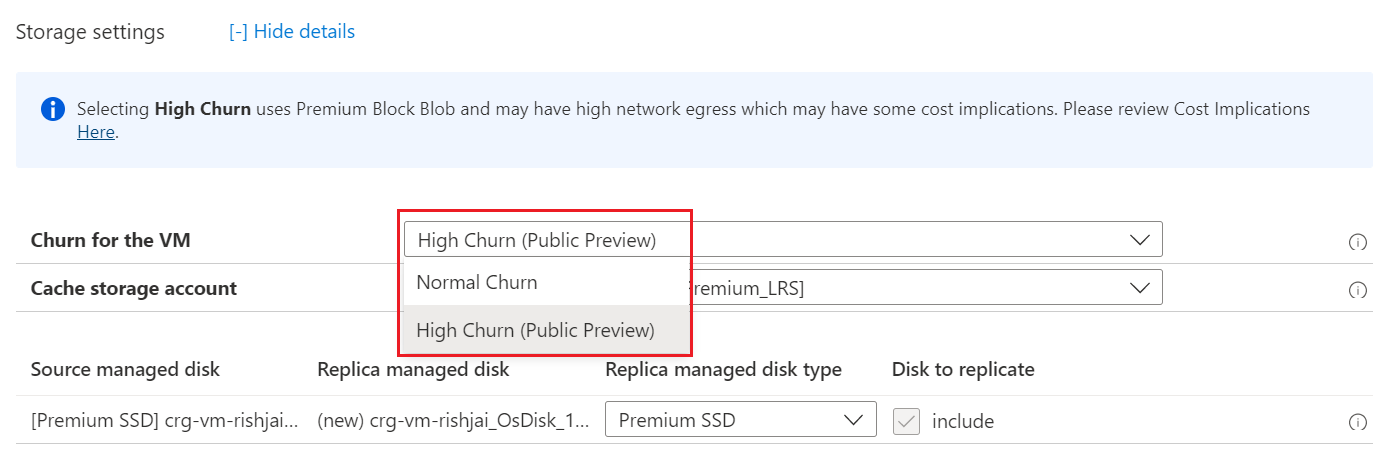 Storage settings [-] Hide details
Selecting High Churn uses Premium Block Blob and may have high network egress which may have some cost implications. Please review Cost Implications
Here.
Churn for the VM High Churn (Public Preview)
Normal Churn
Cache storage account remium_LRS]
High Churn (Public Preview)
Source managed disk Replica managed disk Replica managed disk type Disk to replicate
[Premium SSD] crg-vm-rishjai... (new) crg-vm-rishjai_OsDisk_1... Premium SSD include